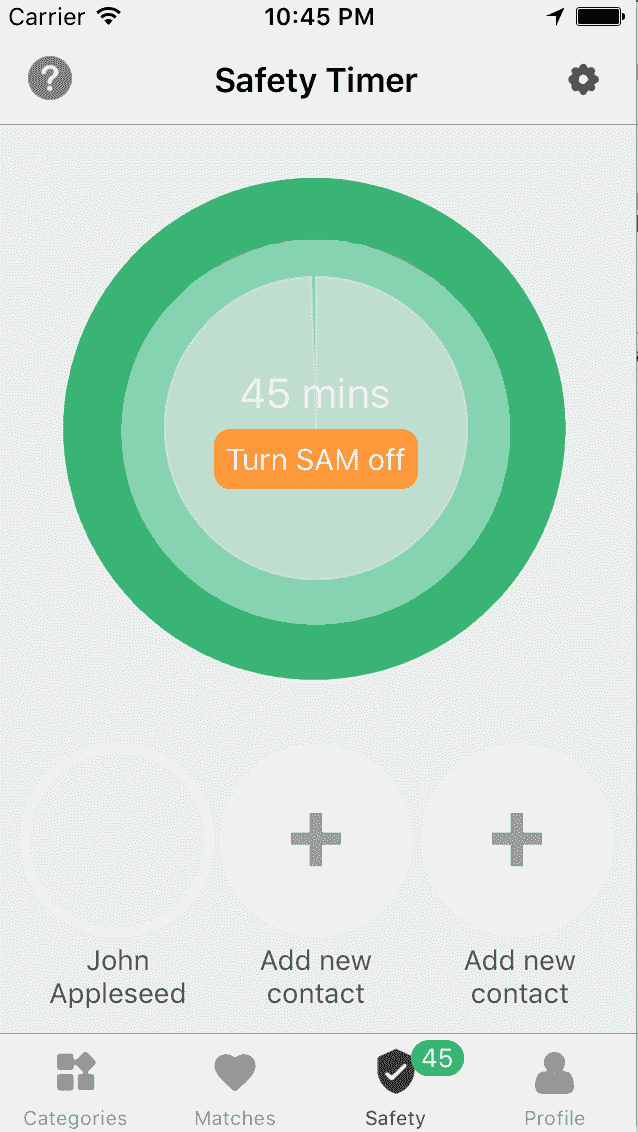 Carrier 10:45 PM
? Safety Timer
45 mins
Turn SAM off
John Appleseed
Add new contact
Add new contact
45
Categories Matches Safety Profile